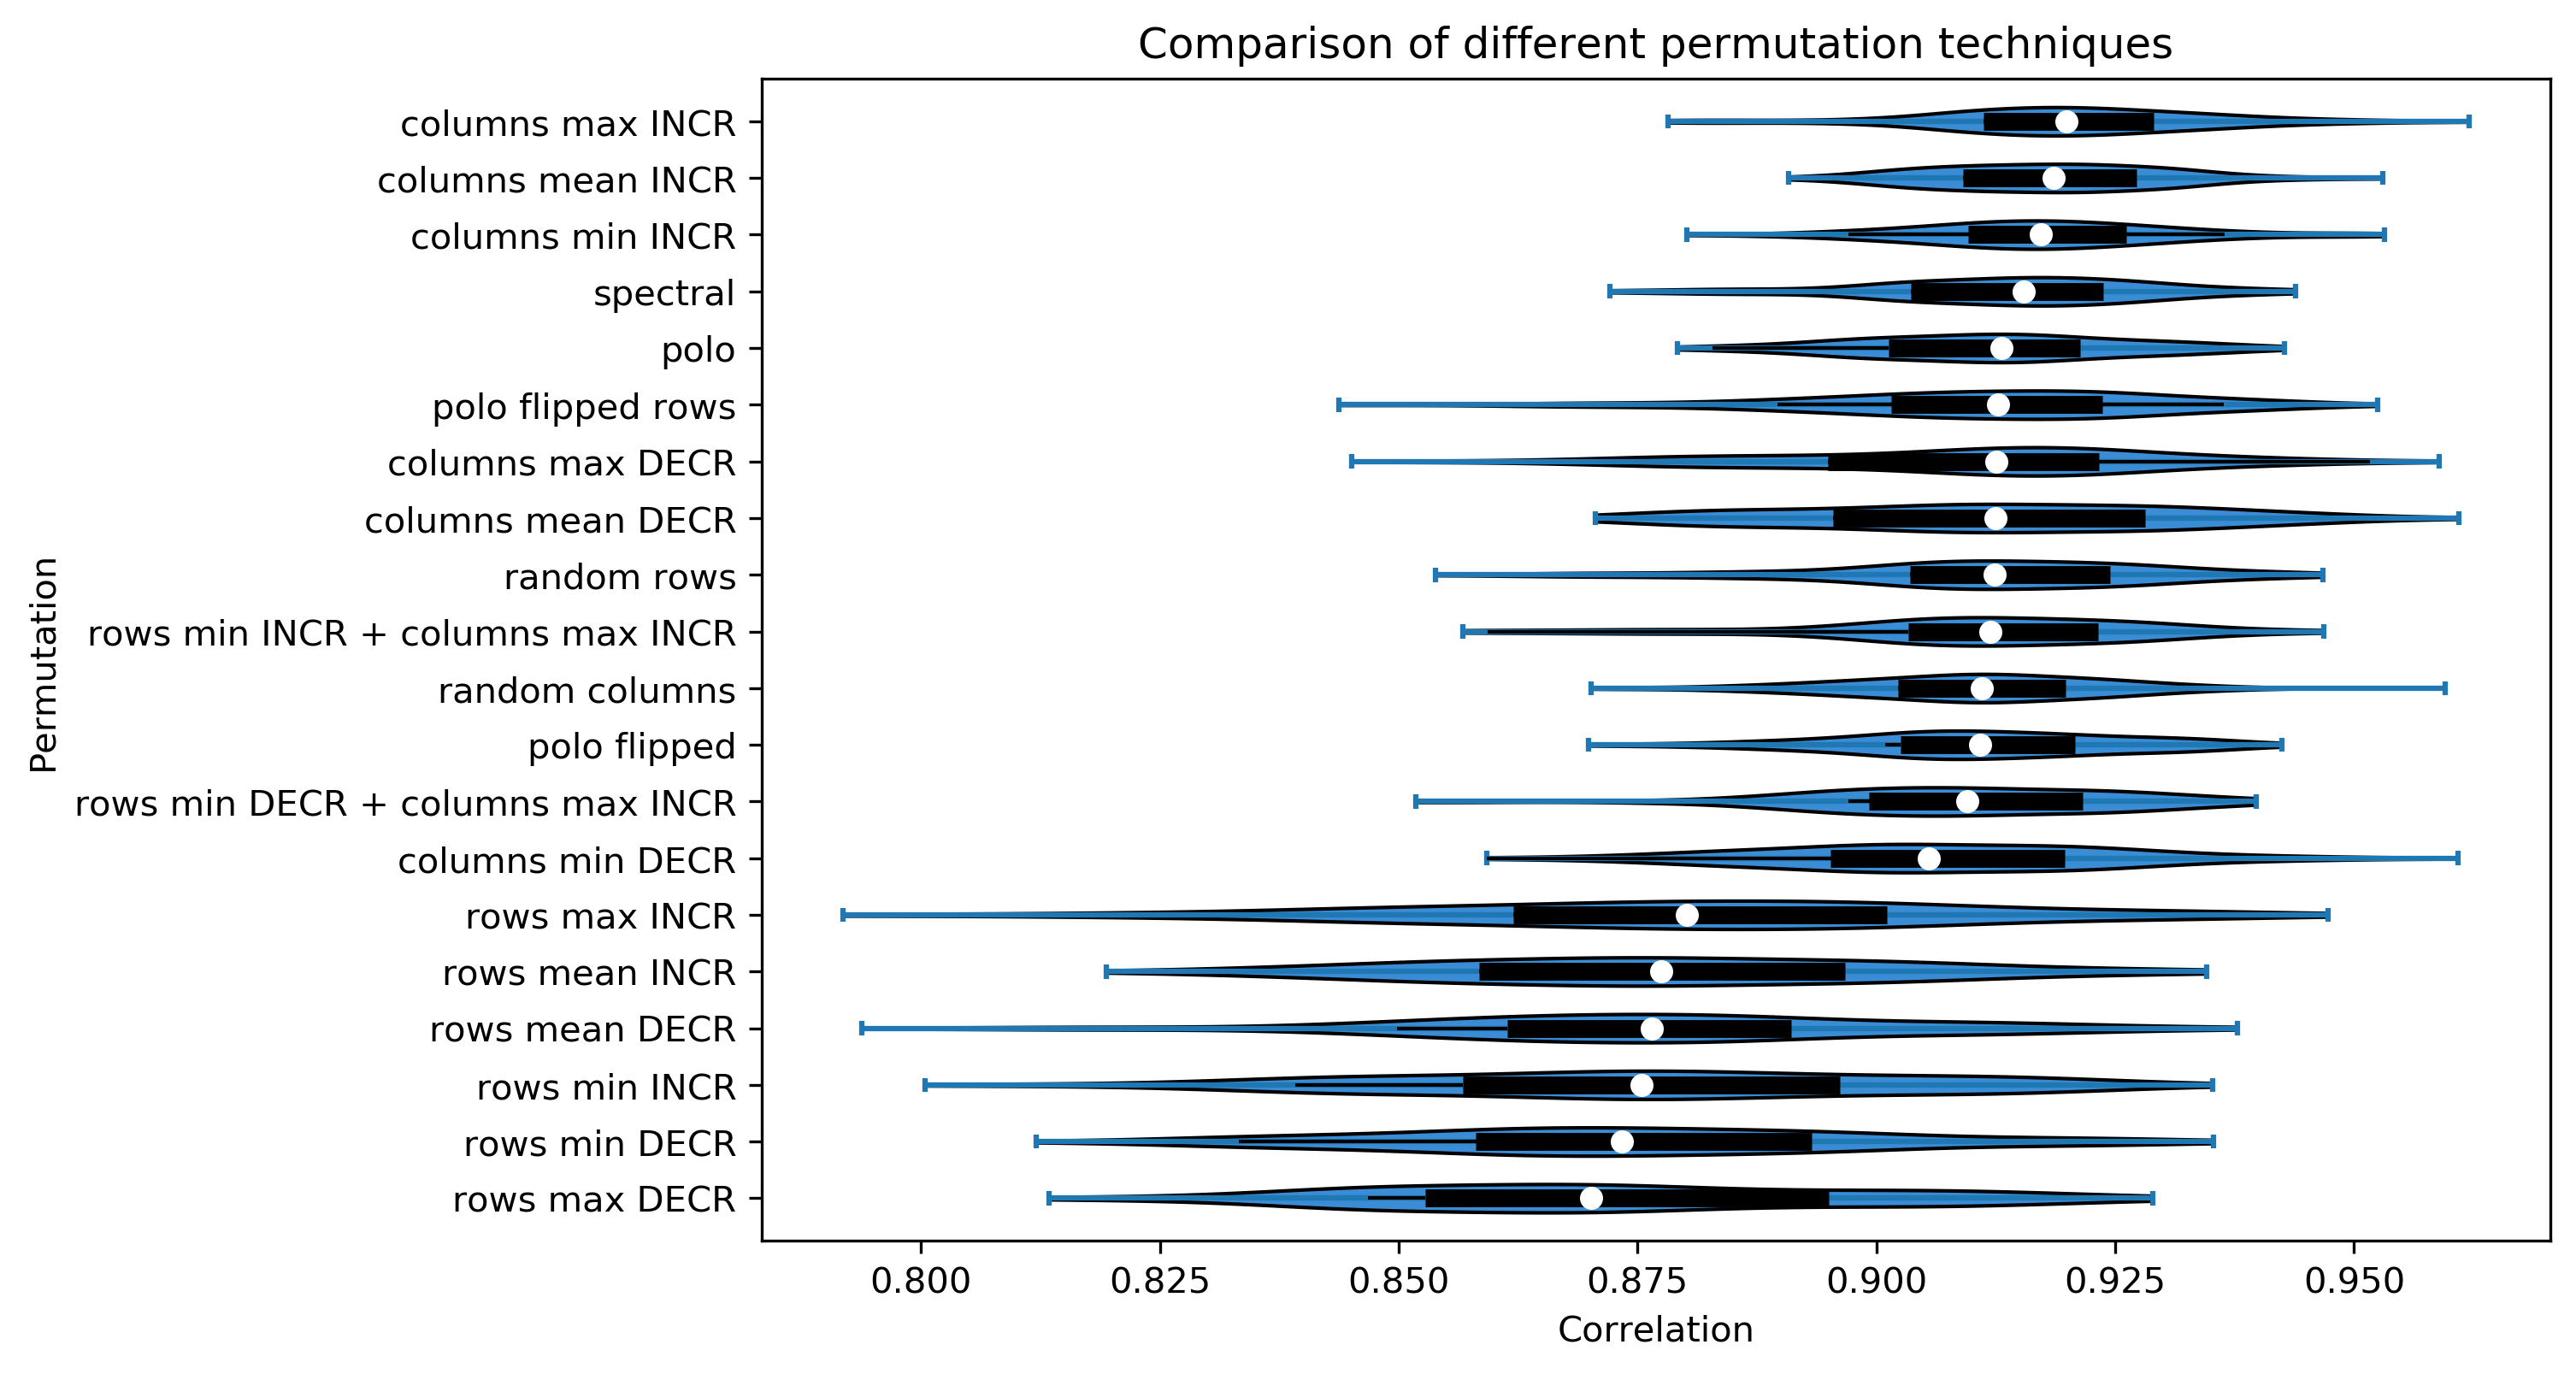 Comparison of different permutation techniques
Permutation
columns max INCR
columns mean INCR
columns min INCR
spectral
polo
polo flipped rows
columns max DECR
columns mean DECR
random rows
rows min INCR + columns max INCR
random columns
polo flipped
rows min DECR + columns max INCR
columns min DECR
rows max INCR
rows mean INCR
rows mean DECR
rows min INCR
rows min DECR
rows max DECR
0.800 0.825 0.850 0.875 0.900 0.925 0.950
Correlation